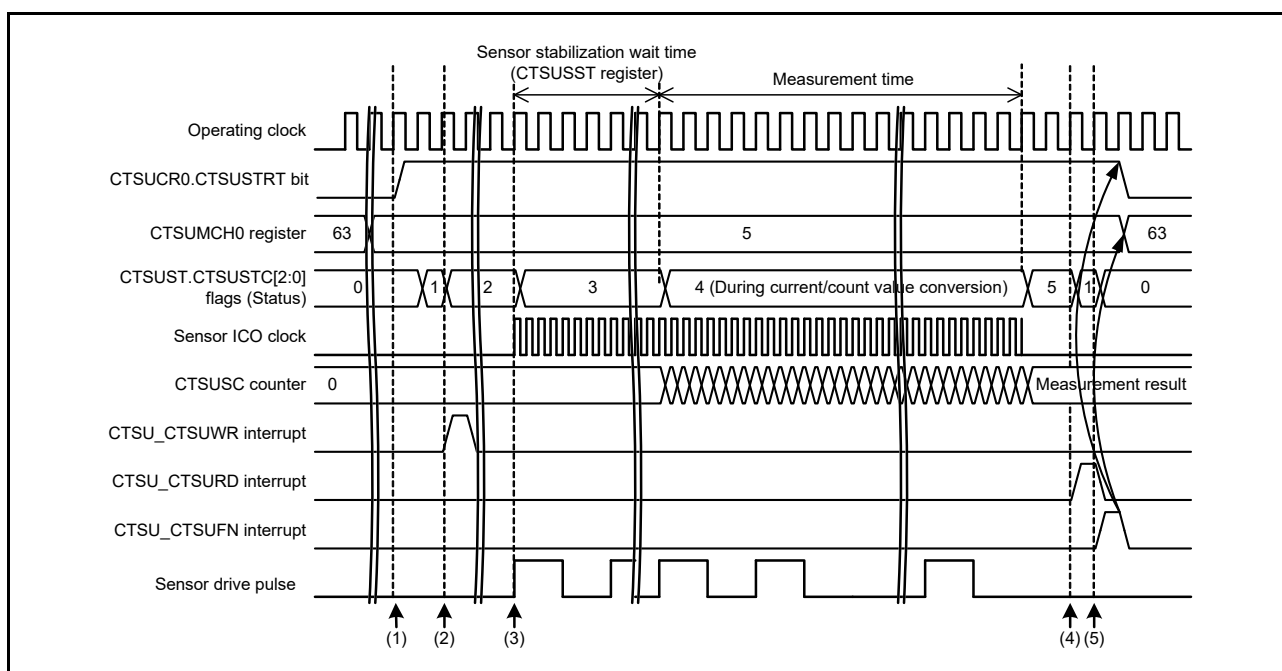 Sensor stabilization wait time
(CTSUSST register)
Measurement time
Operating clock
CTSUCR0.CTSUSTRT bit
CTSUMCH0 register
63
5
63
CTSUST.CTSUSTC[2:0]
flags (Status)
0
1
2
3
4 (During current/count value conversion)
5
1
0
Sensor ICO clock
CTSUSC counter
0
Measurement result
CTSU_CTSUWR interrupt
CTSU_CTSURD interrupt
CTSU_CTSUFN interrupt
Sensor drive pulse
(1)
(2)
(3)
(4)
(5)